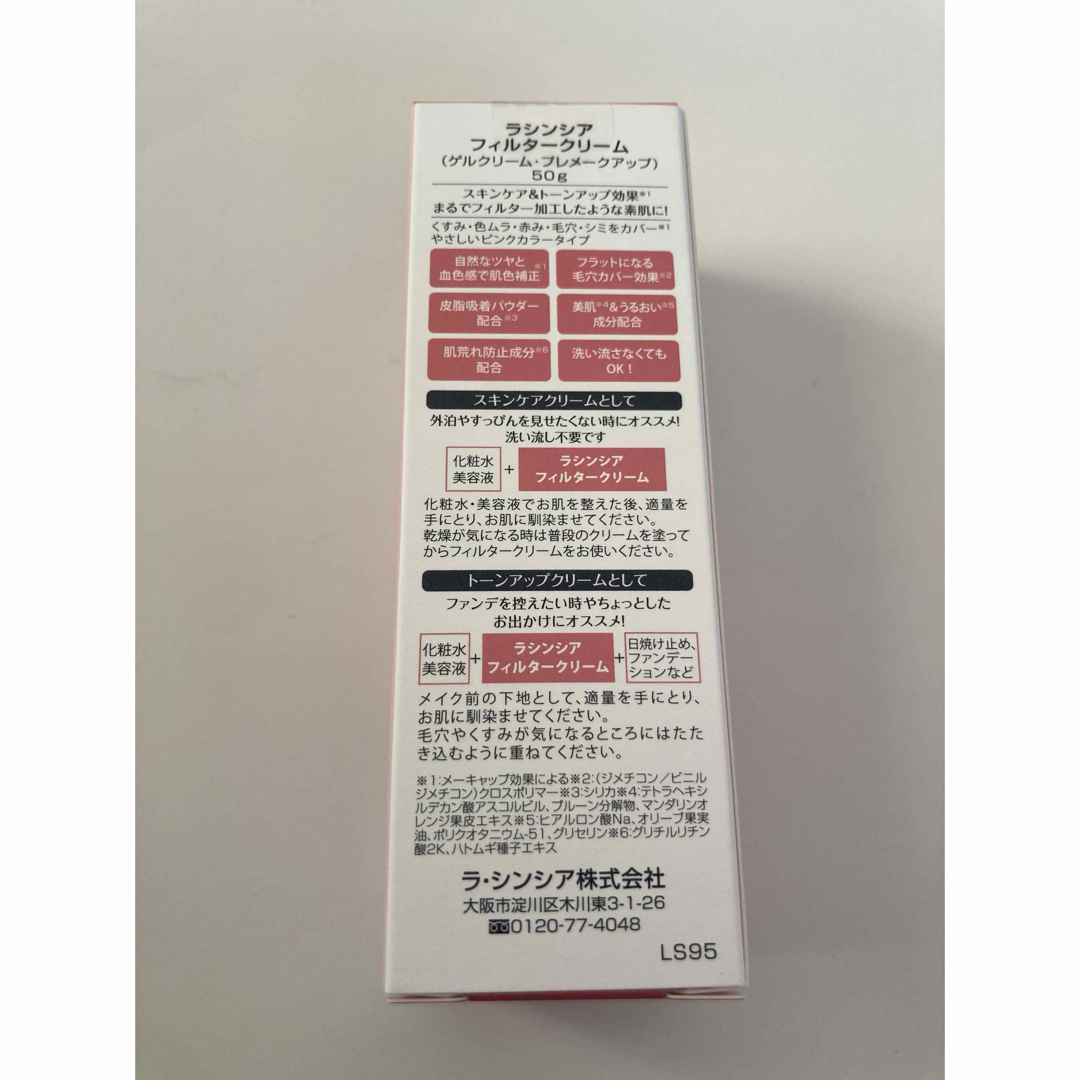 ラシンシア
フィルタークリーム
(ゲルクリーム・プレメークアップ)
50g
スキンケア&トーンアップ効果※1
まるでフィルター加工したような素肌に!
くすみ・色ムラ・赤み・毛穴・シミをカバー※1
やさしいピンクカラータイプ
自然なツヤと
血色感で肌色補正※1
フラットになる
毛穴カバー効果※2
皮脂吸着パウダー
配合※3
美肌※4&うるおい※5
成分配合
肌荒れ防止成分※6
配合
洗い流さなくても
OK!
スキンケアクリームとして
外泊やすっぴんを見せたくない時にオススメ!
洗い流し不要です
化粧水
美容液
+
ラシンシア
フィルタークリーム
化粧水・美容液でお肌を整えた後、適量を
手にとり、お肌に馴染ませてください。
乾燥が気になる時は普段のクリームを塗って
からフィルタークリームをお使いください。
トーンアップクリームとして
ファンデを控えたい時やちょっとした
お出かけにオススメ!
化粧水
美容液
+
ラシンシア
フィルタークリーム
+
日焼け止め、
ファンデー
ションなど
メイク前の下地として、適量を手にとり、
お肌に馴染ませてください。
毛穴やくすみが気になるところにはたた
き込むように重ねてください。
※1:メーキャップ効果による※2:(ジメチコン/ビニル
ジメチコン)クロスポリマー※3:シリカ※4:テトラヘキシ
ルデカン酸アスコルビル、プルーン分解物、マンダリンオ
レンジ果皮エキス※5:ヒアルロン酸Na、オリーブ果実
油、ポリクオタニウム-51、グリセリン※6:グリチルリチン
酸2K、ハトムギ種子エキス
ラ・シンシア株式会社
大阪市淀川区木川東3-1-26
0120-77-4048
LS95